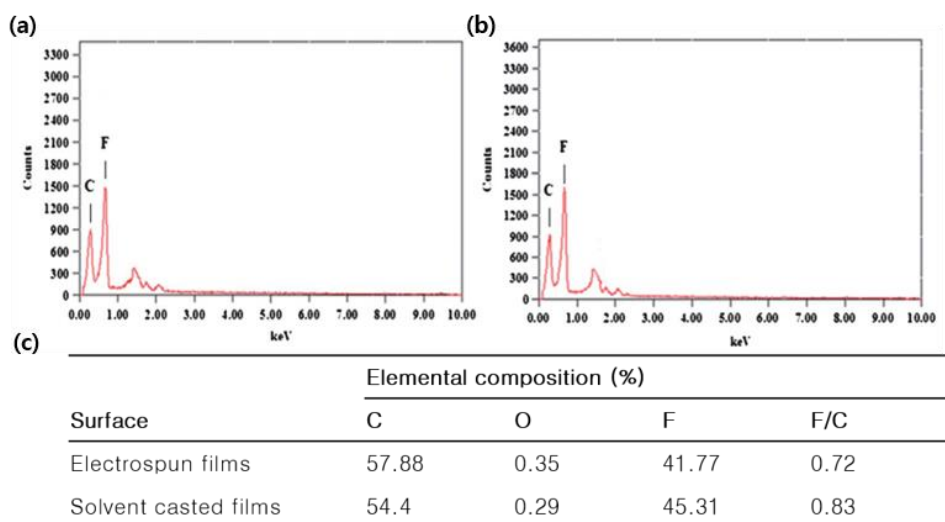 (a)
3300
3000
2700
2400
2100
1800
1500
1200
900
600
300
0
Counts
C
F
0.00 1.00 2.00 3.00 4.00 5.00 6.00 7.00 8.00 9.00 10.00
keV
(b)
3600
3300
3000
2700
2400
2100
1800
1500
1200
900
600
300
0
Counts
C
F
0.00 1.00 2.00 3.00 4.00 5.00 6.00 7.00 8.00 9.00 10.00
keV
(c)
Elemental composition (%)
Surface C O F F/C
Electrospun films 57.88 0.35 41.77 0.72
Solvent casted films 54.4 0.29 45.31 0.83